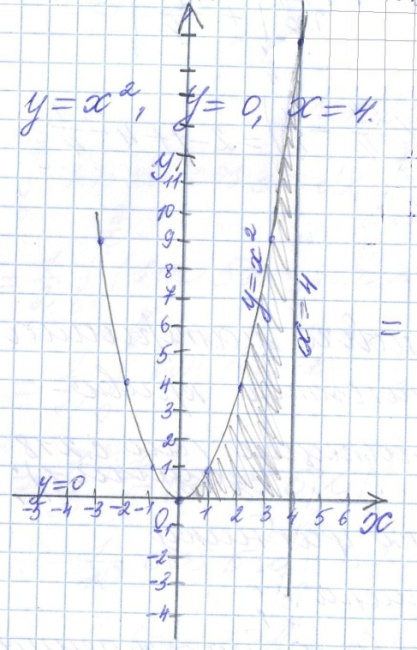 y = x², y = 0, x = 4.
y
11
10
9
8
7
6
5
4
3
2
1
y = x²
x = 4
=
y=0
-5 -4 -3 -2 -1 0 1 2 3 4 5 6 x
-1
-2
-3
-4